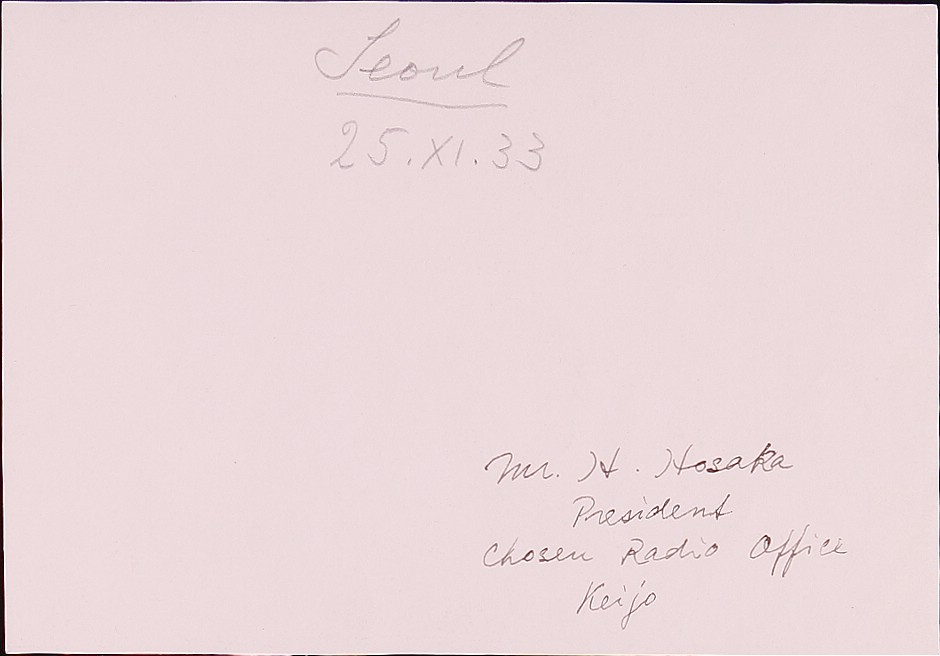 Seoul
25.XI.33
Mr. H. Hosaka
President
Chosen Radio Office
Keijo